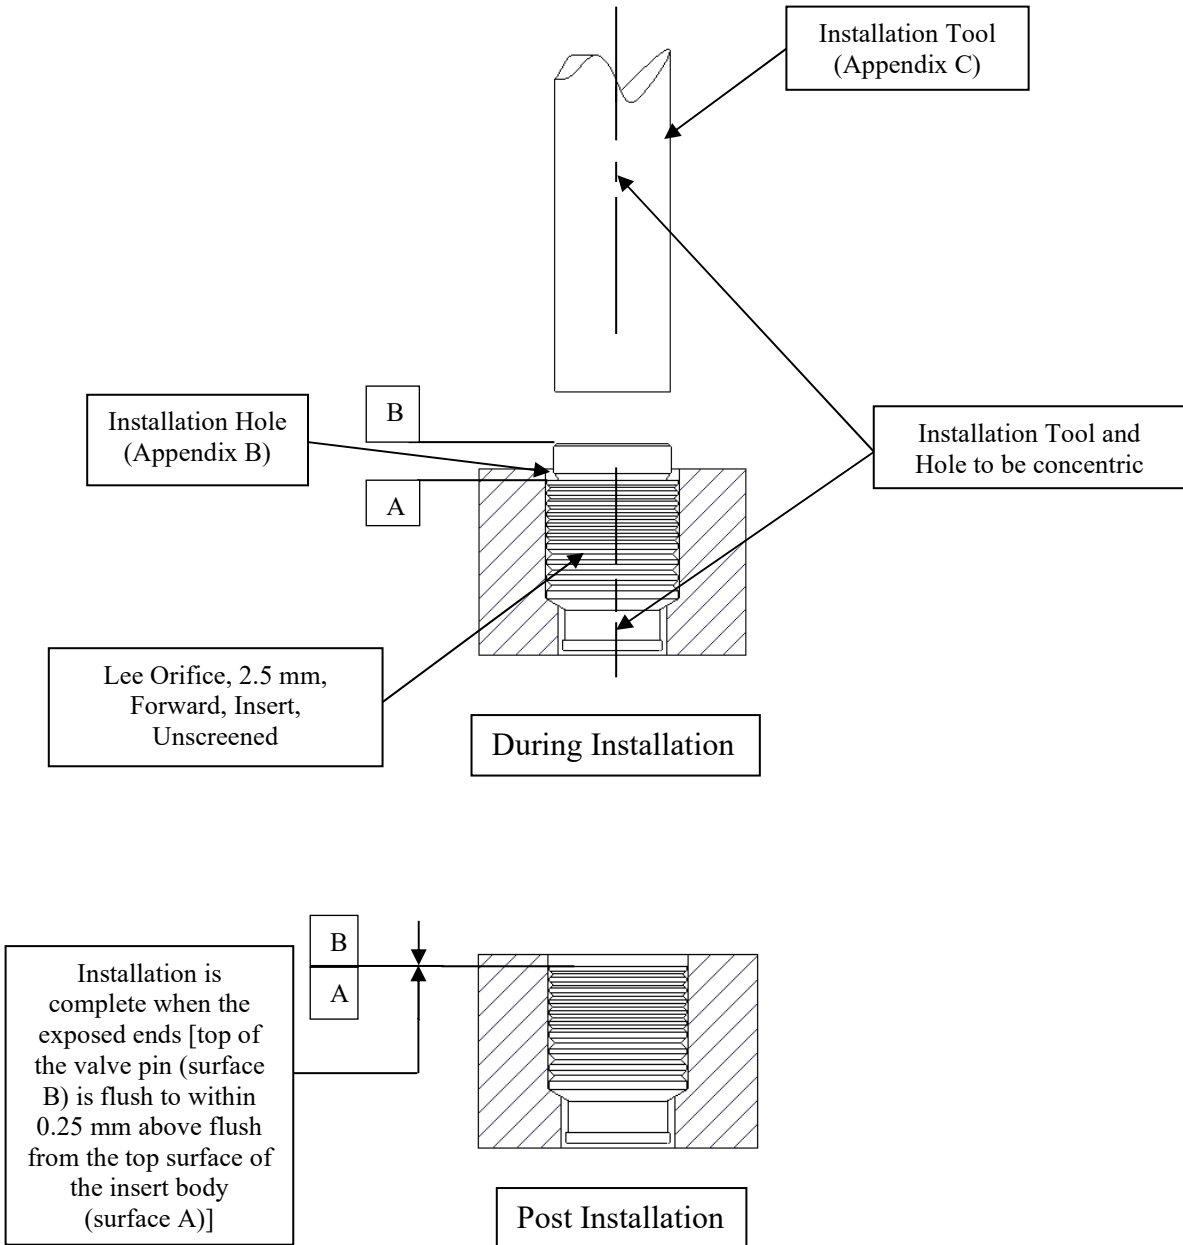 Installation Tool
(Appendix C)
B
Installation Hole
(Appendix B)
A
Installation Tool and
Hole to be concentric
Lee Orifice, 2.5 mm,
Forward, Insert,
Unscreened
During Installation
B
A
Installation is
complete when the
exposed ends [top of
the valve pin (surface
B) is flush to within
0.25 mm above flush
from the top surface of
the insert body
(surface A)]
Post Installation